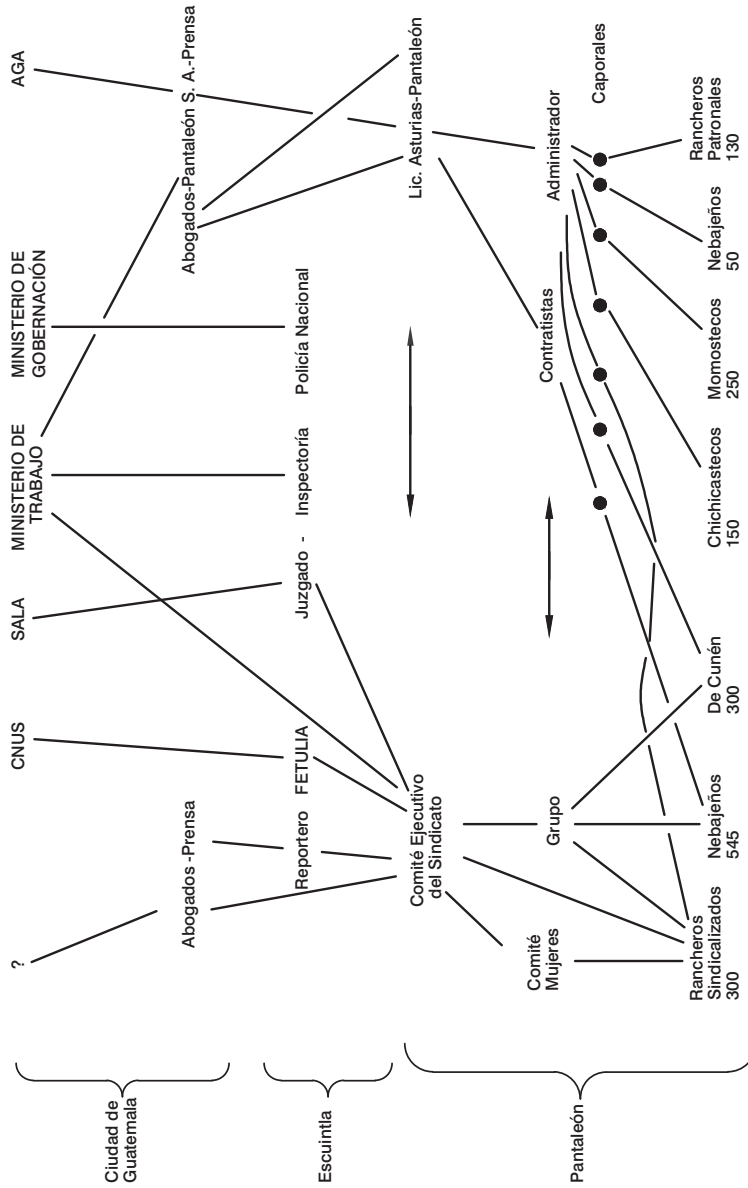 ?
CNUS
SALA
MINISTERIO DE
TRABAJO
MINISTERIO DE
GOBERNACIÓN
AGA
Ciudad de
Guatemala
Abogados -Prensa
Abogados-Pantaleón S. A.-Prensa
Escuintla
Reportero
FETULIA
Juzgado -
Inspectoría
Policía Nacional
Comité Ejecutivo
del Sindicato
Lic. Asturias-Pantaleón
Pantaleón
Comité
Mujeres
Grupo
Contratistas
Administrador
Caporales
Rancheros
Sindicalizados
300
Nebajeños
545
De Cunén
300
Chichicastecos
150
Momostecos
250
Nebajeños
50
Rancheros
Patronales
130